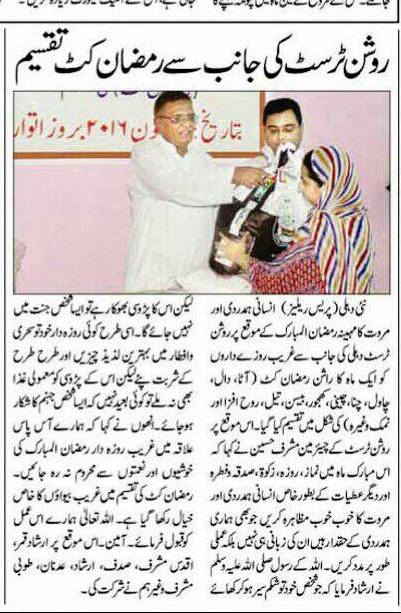 روشن ٹرسٹ کی جانب سے رمضان کٹ تقسیم
بتاریخ
ون ۲۰۱۶ بروز اتوار
نئی دہلی (پریس ریلیز) انسانی ہمدردی اور
مروت کا مہینہ رمضان المبارک کے موقع پر روشن
ٹرسٹ دہلی کی جانب سے غریب روزے داروں
کو ایک ماہ کا راشن رمضان کٹ (آٹا، دال،
چاول، چنا، چینی، کھجور، بیسن، تیل، روح افزا اور
نمک وغیرہ) کی شکل میں تقسیم کیا گیا۔ اس موقع پر
روشن ٹرسٹ کے چیئرمین مشرف حسین نے کہا کہ
اس مبارک ماہ میں نماز، روزہ، زکوٰۃ، صدقہ فطرہ
اور دیگر عطیات کے بطور خاص انسانی ہمدردی اور
مروت کا خوب خوب مظاہرہ کریں جو بھی ہماری
ہمدردی کے حقدار ہیں ان کی زبانی ہی نہیں بلکہ عملی
طور پر مدد کریں۔ اللہ کے رسول صلی اللہ علیہ وسلم
نے ارشاد فرمایا کہ جو شخص خود تو شکم سیر ہو کر کھائے
لیکن اس کا پڑوسی بھوکا رہے تو ایسا شخص جنت میں
نہیں جائے گا۔ اسی طرح کوئی روزہ دار خود تو سحری
و افطار میں بہترین لذیذ چیزیں اور طرح طرح
کے شربت پئے لیکن اس کے پڑوسی کو معمولی غذا
بھی نہ ملے تو کوئی بعید نہیں کہ ایسا شخص جہنم کا شکار
ہو جائے۔ انھوں نے کہا کہ ہمارے آس پاس
علاقہ میں غریب روزہ دار رمضان المبارک کی
خوشیوں اور نعمتوں سے محروم نہ رہ جائیں۔
رمضان کٹ کی تقسیم میں غریب بیواؤں کا خاص
خیال رکھا گیا ہے۔ اللہ تعالیٰ ہمارے اس عمل
کو قبول فرمائے۔ آمین۔ اس موقع پر ارشاد قمر،
اقدس مشرف، صدف، ارشاد، عندلہ، طوبی
مشرف وغیرہم نے شرکت کی۔